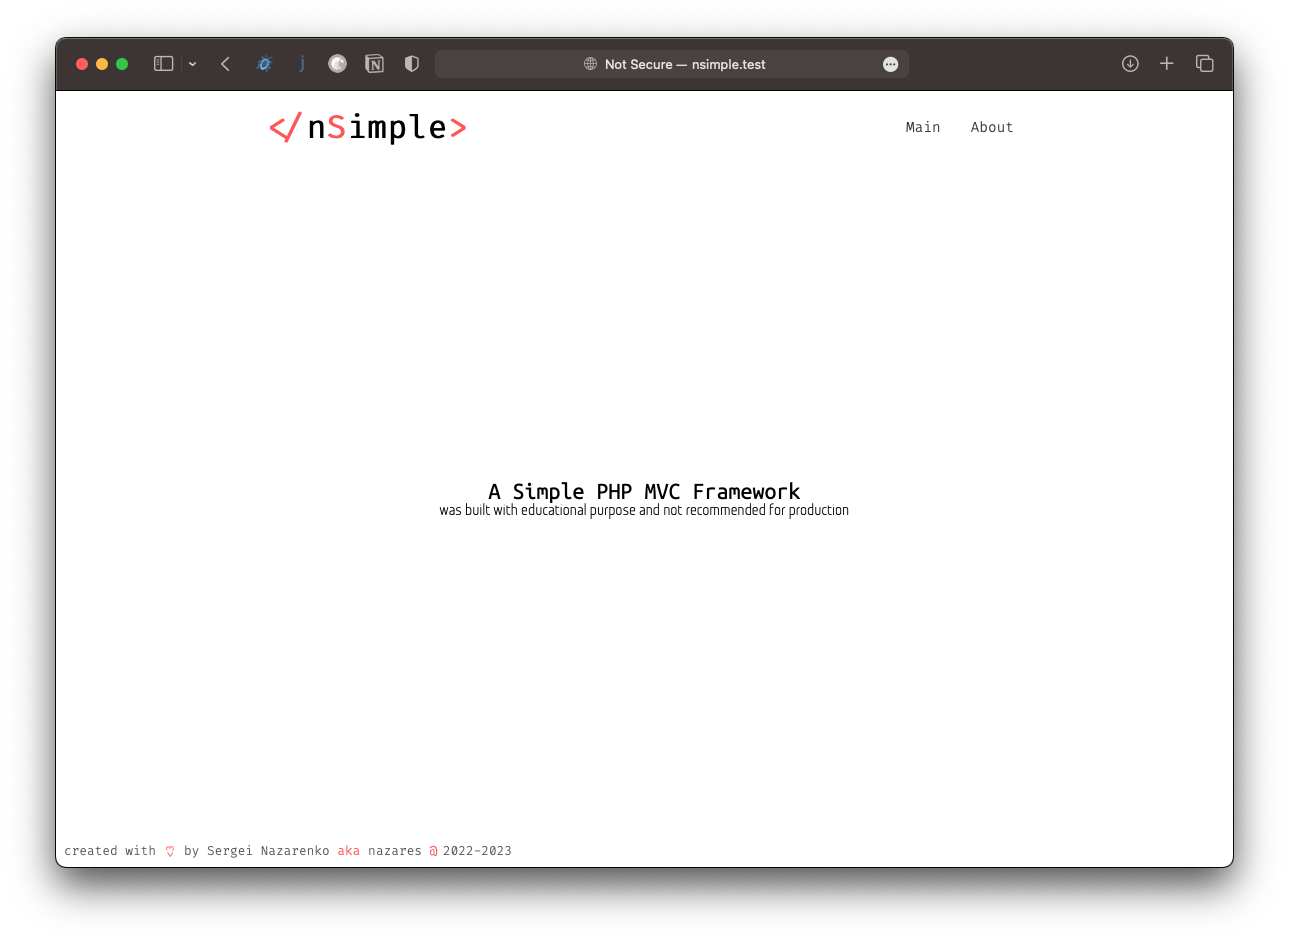 Not Secure — nsimple.test
</nSimple>
Main About
A Simple PHP MVC Framework
was built with educational purpose and not recommended for production
created with ♡ by Sergei Nazarenko aka nazares @ 2022-2023